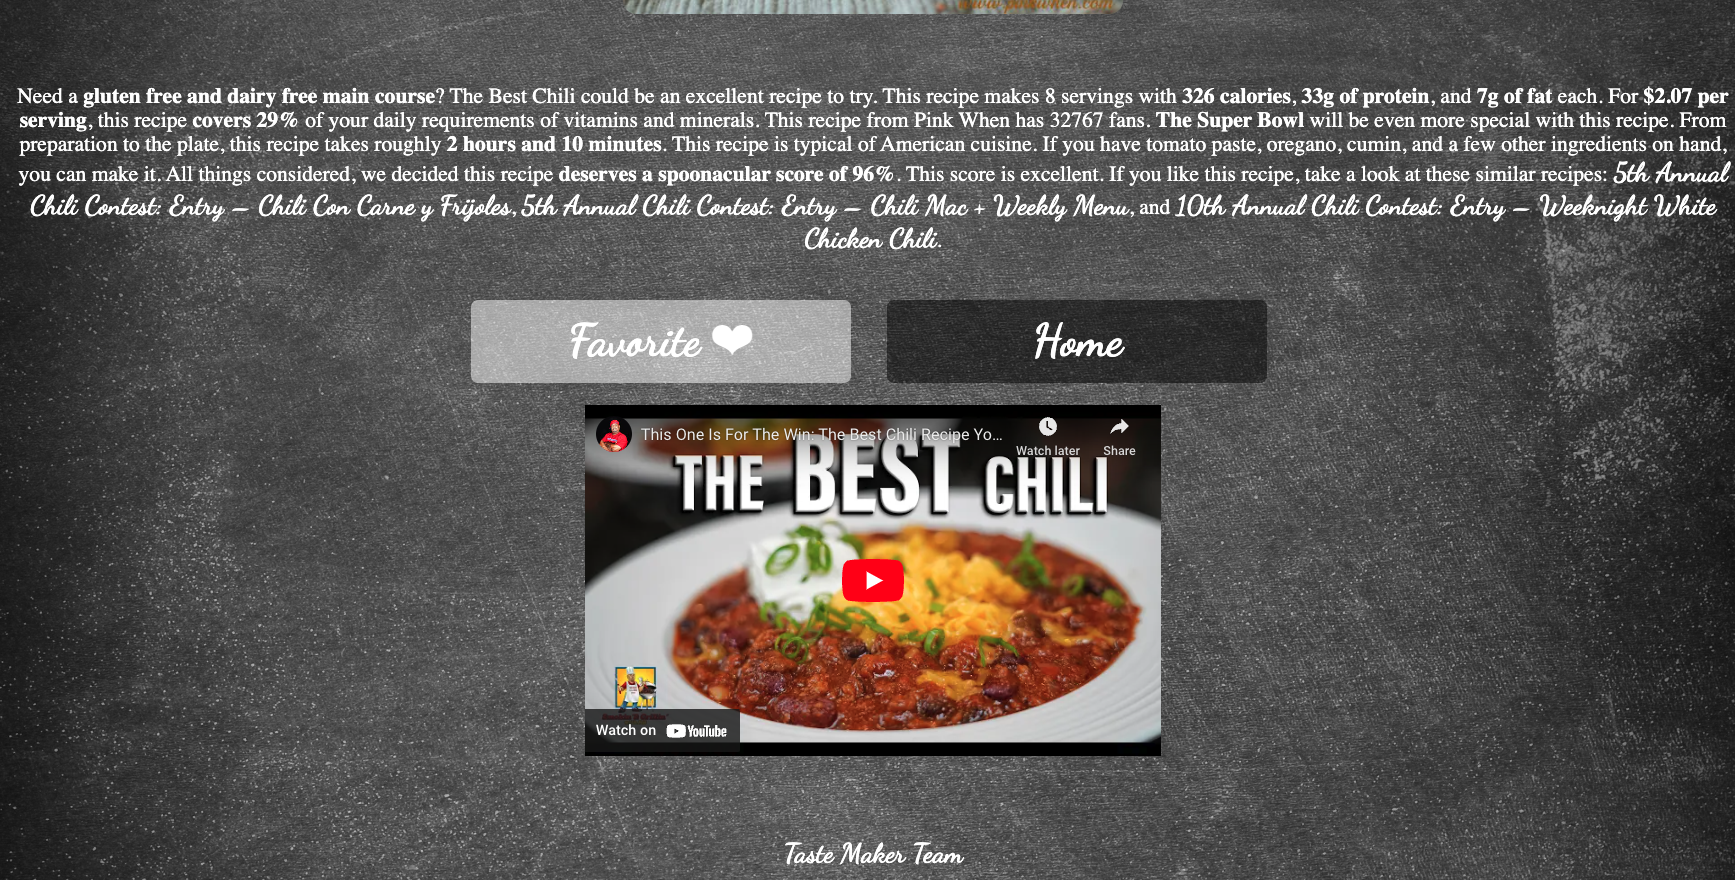 www.pinkwhen.com
Need a gluten free and dairy free main course? The Best Chili could be an excellent recipe to try. This recipe makes 8 servings with 326 calories, 33g of protein, and 7g of fat each. For $2.07 per
serving, this recipe covers 29% of your daily requirements of vitamins and minerals. This recipe from Pink When has 32767 fans. The Super Bowl will be even more special with this recipe. From
preparation to the plate, this recipe takes roughly 2 hours and 10 minutes. This recipe is typical of American cuisine. If you have tomato paste, oregano, cumin, and a few other ingredients on hand,
you can make it. All things considered, we decided this recipe deserves a spoonacular score of 96%. This score is excellent. If you like this recipe, take a look at these similar recipes: 5th Annual
Chili Contest: Entry – Chili Con Carne y Frijoles, 5th Annual Chili Contest: Entry – Chili Mac + Weekly Menu, and 10th Annual Chili Contest: Entry – Weeknight White
Chicken Chili.
Favorite ❤
Home
This One Is For The Win: The Best Chili Recipe Yo...
Watch later
Share
THE BEST CHILI
Watch on YouTube
Taste Maker Team